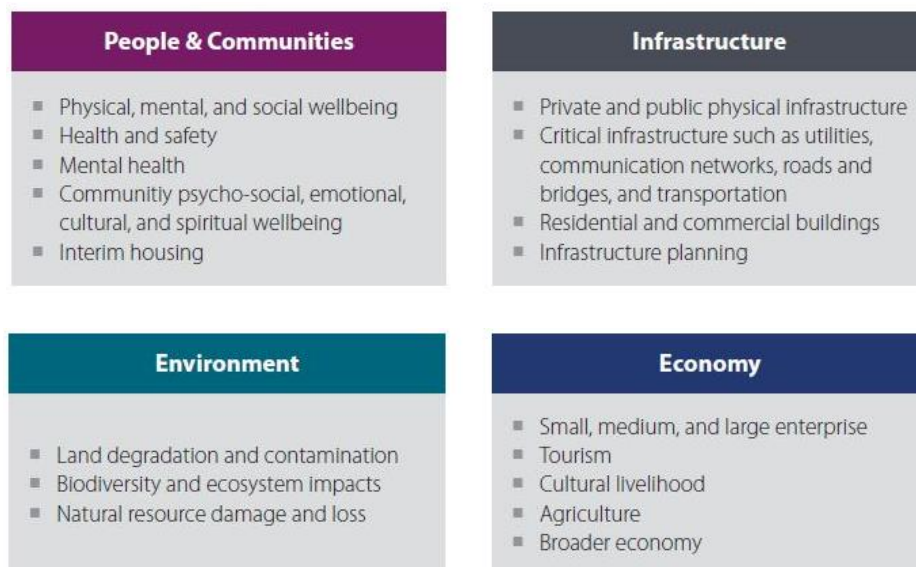 People & Communities
Physical, mental, and social wellbeing
Health and safety
Mental health
Communitiy psycho-social, emotional,
cultural, and spiritual wellbeing
Interim housing
Infrastructure
Private and public physical infrastructure
Critical infrastructure such as utilities,
communication networks, roads and
bridges, and transportation
Residential and commercial buildings
Infrastructure planning
Environment
Land degradation and contamination
Biodiversity and ecosystem impacts
Natural resource damage and loss
Economy
Small, medium, and large enterprise
Tourism
Cultural livelihood
Agriculture
Broader economy